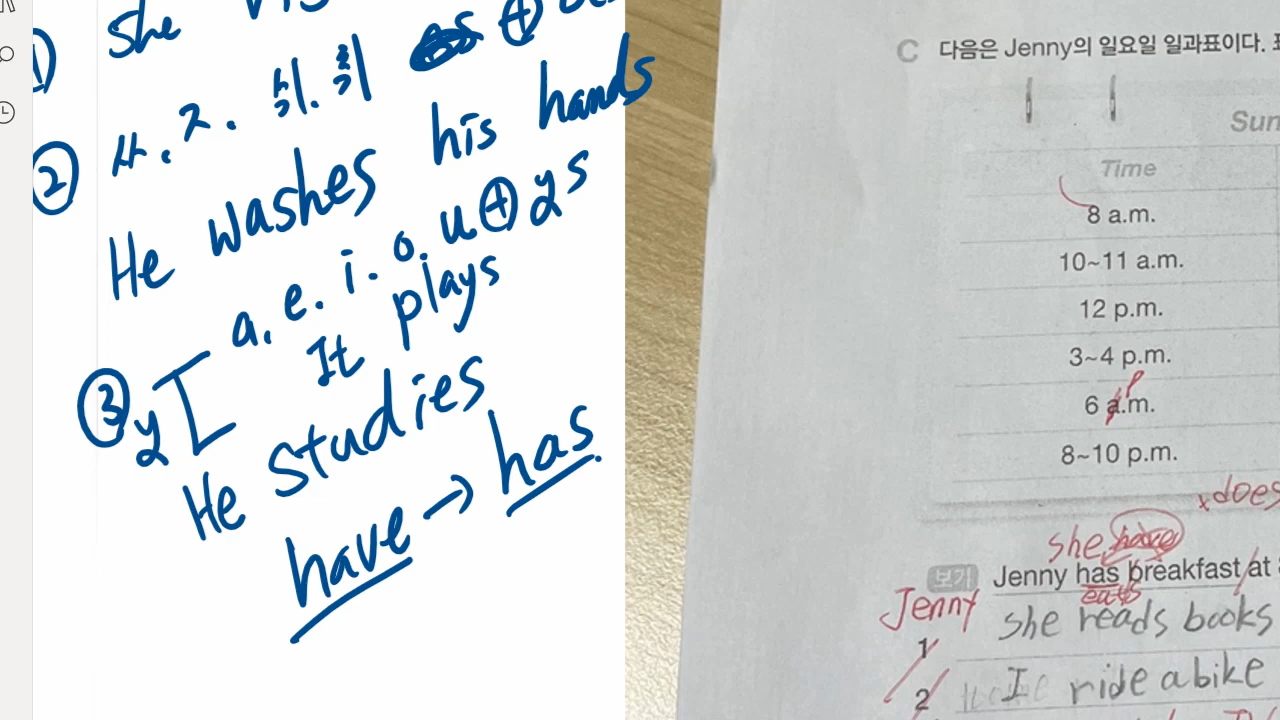 ① She
ㅆ.ㅈ. 쉬.취 ⊕
② He washes his hands
a. e. i. o. u ⊕ ys
It plays
③ y [
He studies
have → has.
C 다음은 Jenny의 일요일 일과표이다.
Sun
Time
8 a.m.
10~11 a.m.
12 p.m.
3~4 p.m.
6 a.m. P
8~10 p.m.
does
she have
보기 Jenny has breakfast at
eats
Jenny
1 she reads books
2 I ride a bike